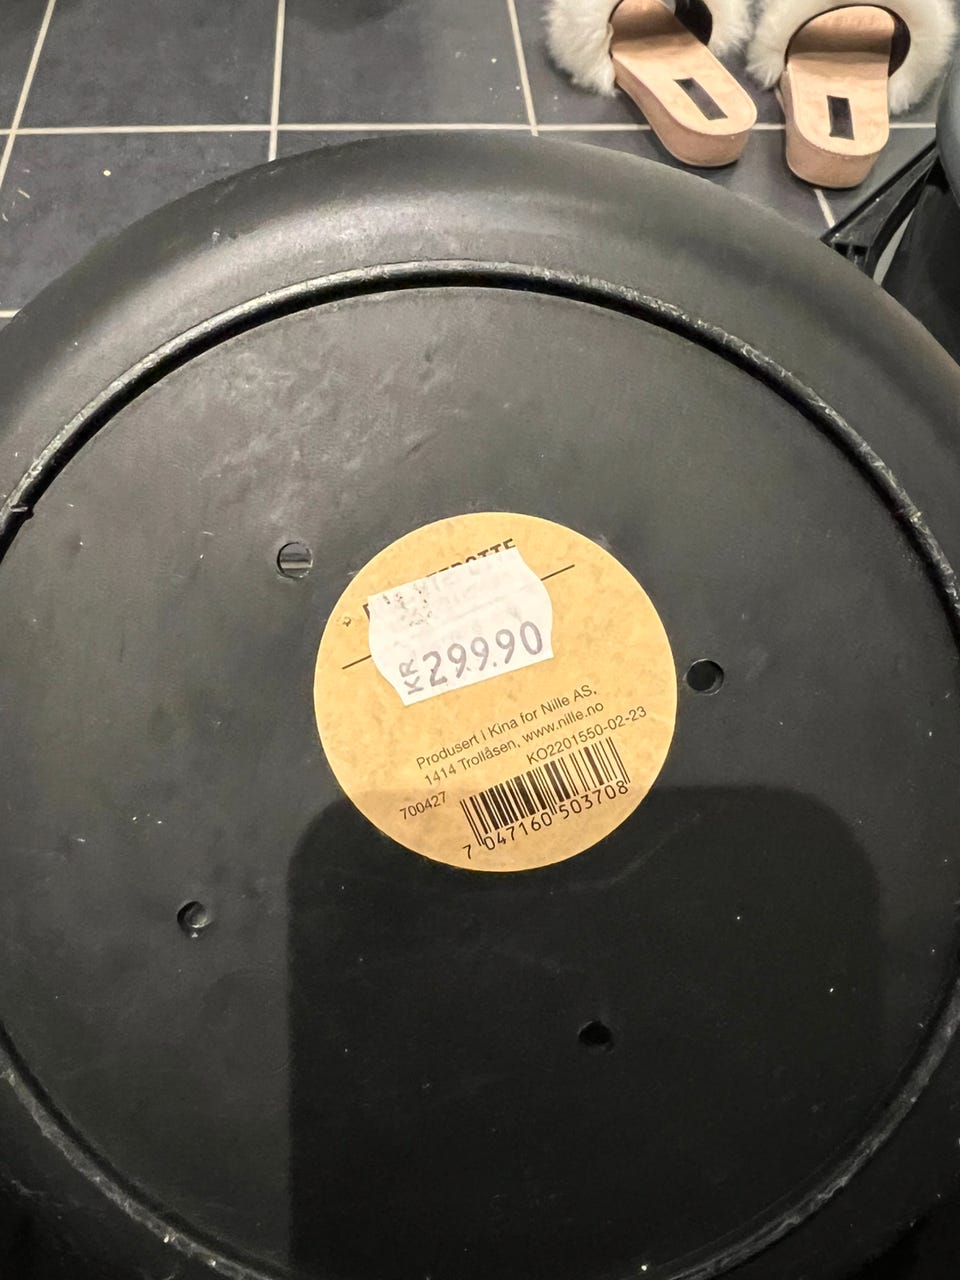 KR 299.90
Produsert i Kina for Nille AS,
1414 Trollåsen, www.nille.no
KO2201550-02-23
700427
7 047160 503708